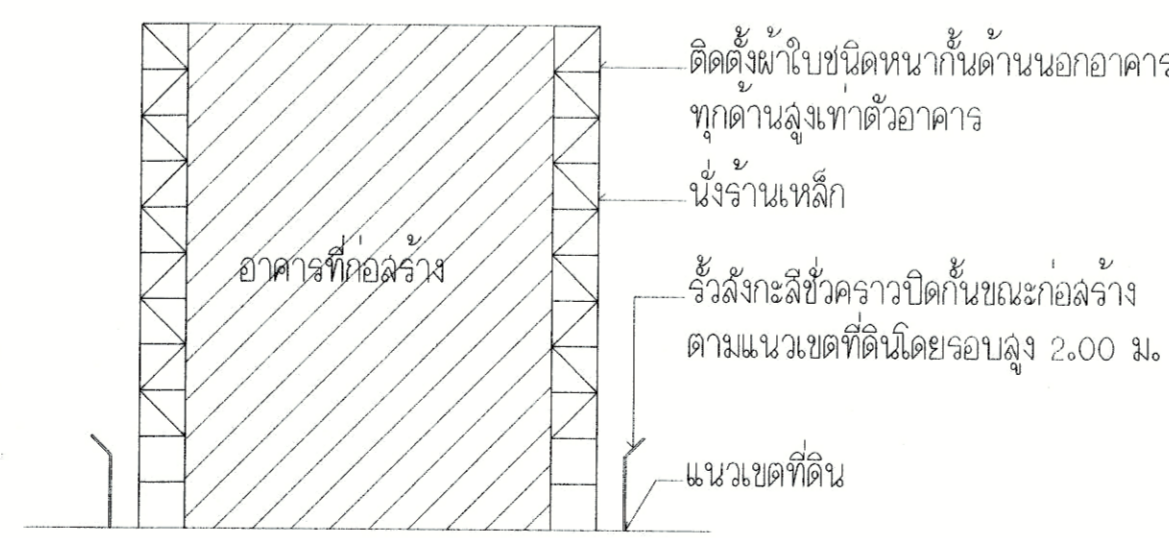 ติดตั้งผ้าใบชนิดหนากั้นด้านนอกอาคาร
ทุกด้านสูงเท่าตัวอาคาร
นั่งร้านเหล็ก
อาคารที่ก่อสร้าง
รั้วสังกะสีชั่วคราวปิดกั้นขณะก่อสร้าง
ตามแนวเขตที่ดินโดยรอบสูง 2.00 ม.
แนวเขตที่ดิน